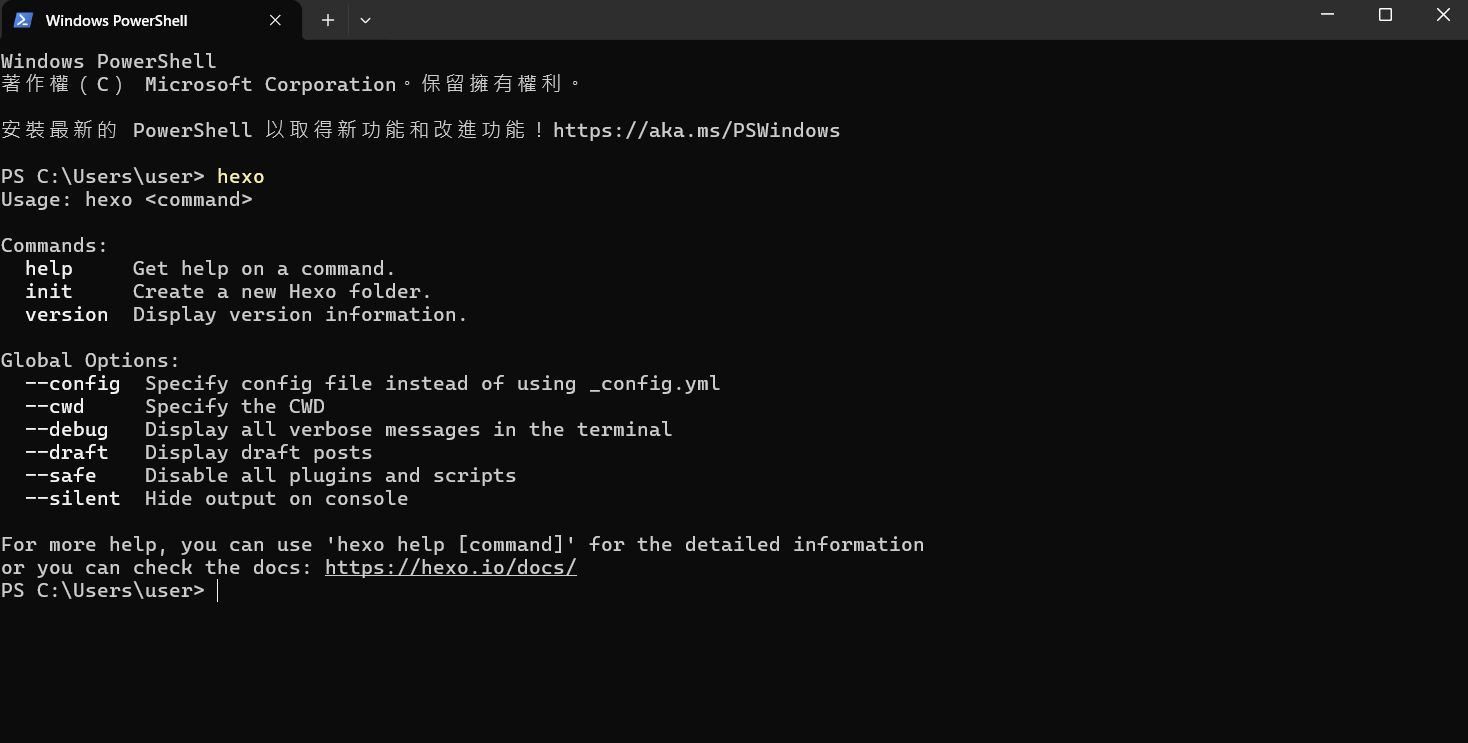 Windows PowerShell
Windows PowerShell
著作權（C） Microsoft Corporation。保留擁有權利。
安裝最新的 PowerShell 以取得新功能和改進功能！https://aka.ms/PSWindows
PS C:\Users\user> hexo
Usage: hexo <command>
Commands:
  help     Get help on a command.
  init     Create a new Hexo folder.
  version  Display version information.
Global Options:
  --config  Specify config file instead of using _config.yml
  --cwd     Specify the CWD
  --debug   Display all verbose messages in the terminal
  --draft   Display draft posts
  --safe    Disable all plugins and scripts
  --silent  Hide output on console
For more help, you can use 'hexo help [command]' for the detailed information
or you can check the docs: https://hexo.io/docs/
PS C:\Users\user>